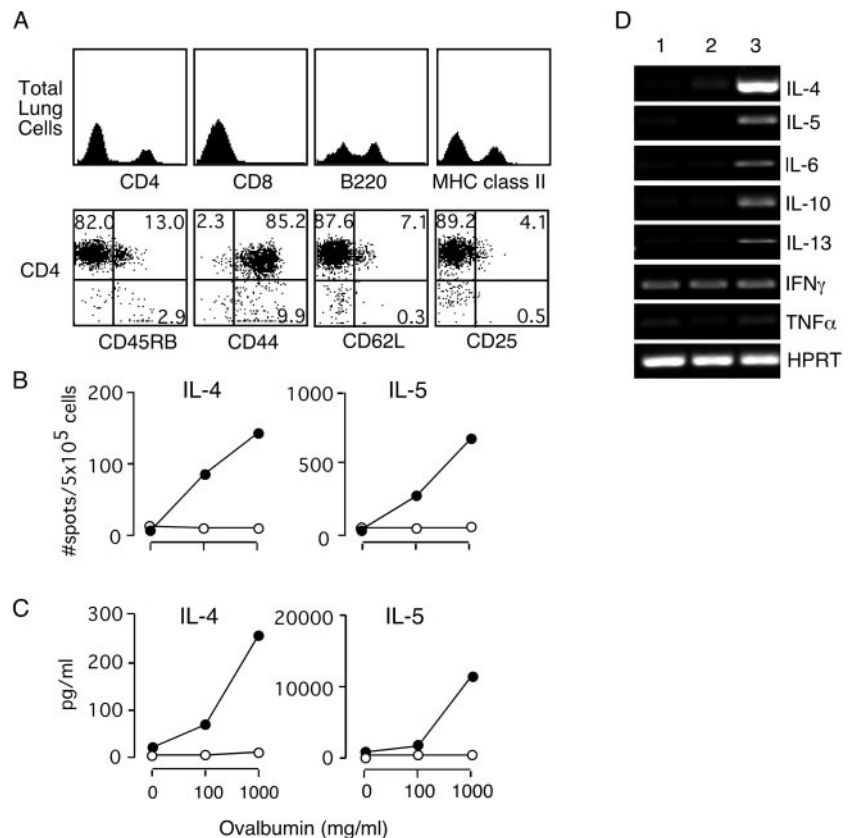 A
Total
Lung
Cells
CD4
CD8
B220
MHC class II
82.0 13.0
2.9
2.3 85.2
9.9
87.6 7.1
0.3
89.2 4.1
0.5
CD4
CD45RB
CD44
CD62L
CD25
B
IL-4
IL-5
#spots/5x10⁵ cells
200
100
0
1000
500
0
C
IL-4
IL-5
pg/ml
300
200
100
0
20000
10000
0
0 100 1000
0 100 1000
Ovalbumin (mg/ml)
D
1 2 3
IL-4
IL-5
IL-6
IL-10
IL-13
IFNγ
TNFα
HPRT